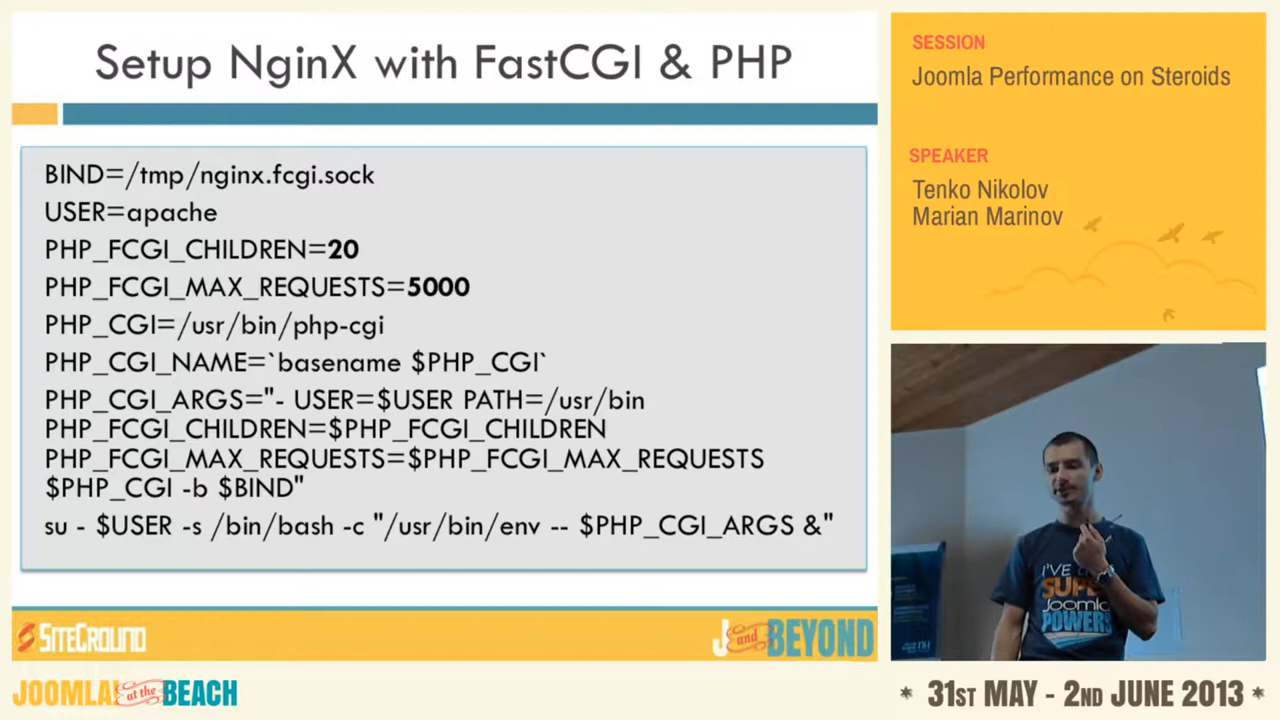 Setup NginX with FastCGI & PHP
BIND=/tmp/nginx.fcgi.sock
USER=apache
PHP_FCGI_CHILDREN=20
PHP_FCGI_MAX_REQUESTS=5000
PHP_CGI=/usr/bin/php-cgi
PHP_CGI_NAME=`basename $PHP_CGI`
PHP_CGI_ARGS="- USER=$USER PATH=/usr/bin
PHP_FCGI_CHILDREN=$PHP_FCGI_CHILDREN
PHP_FCGI_MAX_REQUESTS=$PHP_FCGI_MAX_REQUESTS
$PHP_CGI -b $BIND"
su - $USER -s /bin/bash -c "/usr/bin/env -- $PHP_CGI_ARGS &"
SITEGROUND
J and BEYOND
SESSION
Joomla Performance on Steroids
SPEAKER
Tenko Nikolov
Marian Marinov
I'VE
Joomla
POWERS
JOOMLA! at the BEACH
* 31ST MAY - 2ND JUNE 2013 *